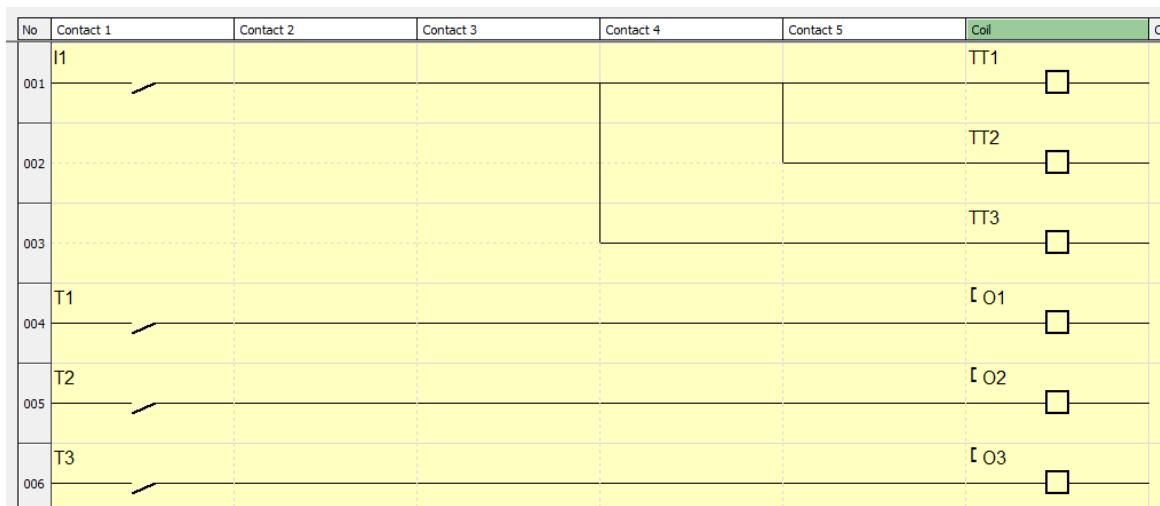 No Contact 1 Contact 2 Contact 3 Contact 4 Contact 5 Coil C
I1 TT1
001
TT2
002
TT3
003
T1 [ O1
004
T2 [ O2
005
T3 [ O3
006